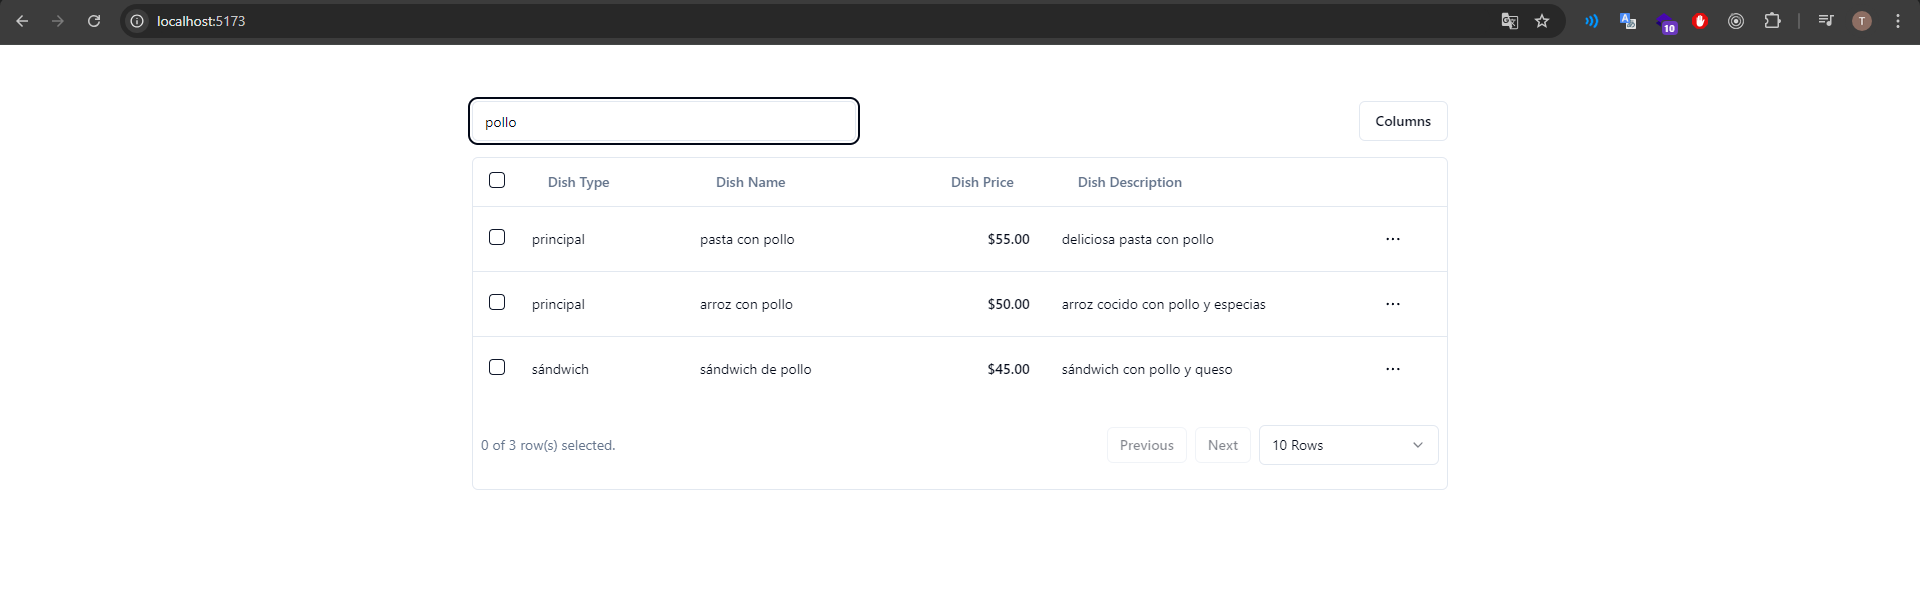 localhost:5173
10
T
pollo
Columns
Dish Type Dish Name Dish Price Dish Description
principal pasta con pollo $55.00 deliciosa pasta con pollo ...
principal arroz con pollo $50.00 arroz cocido con pollo y especias ...
sándwich sándwich de pollo $45.00 sándwich con pollo y queso ...
0 of 3 row(s) selected. Previous Next 10 Rows